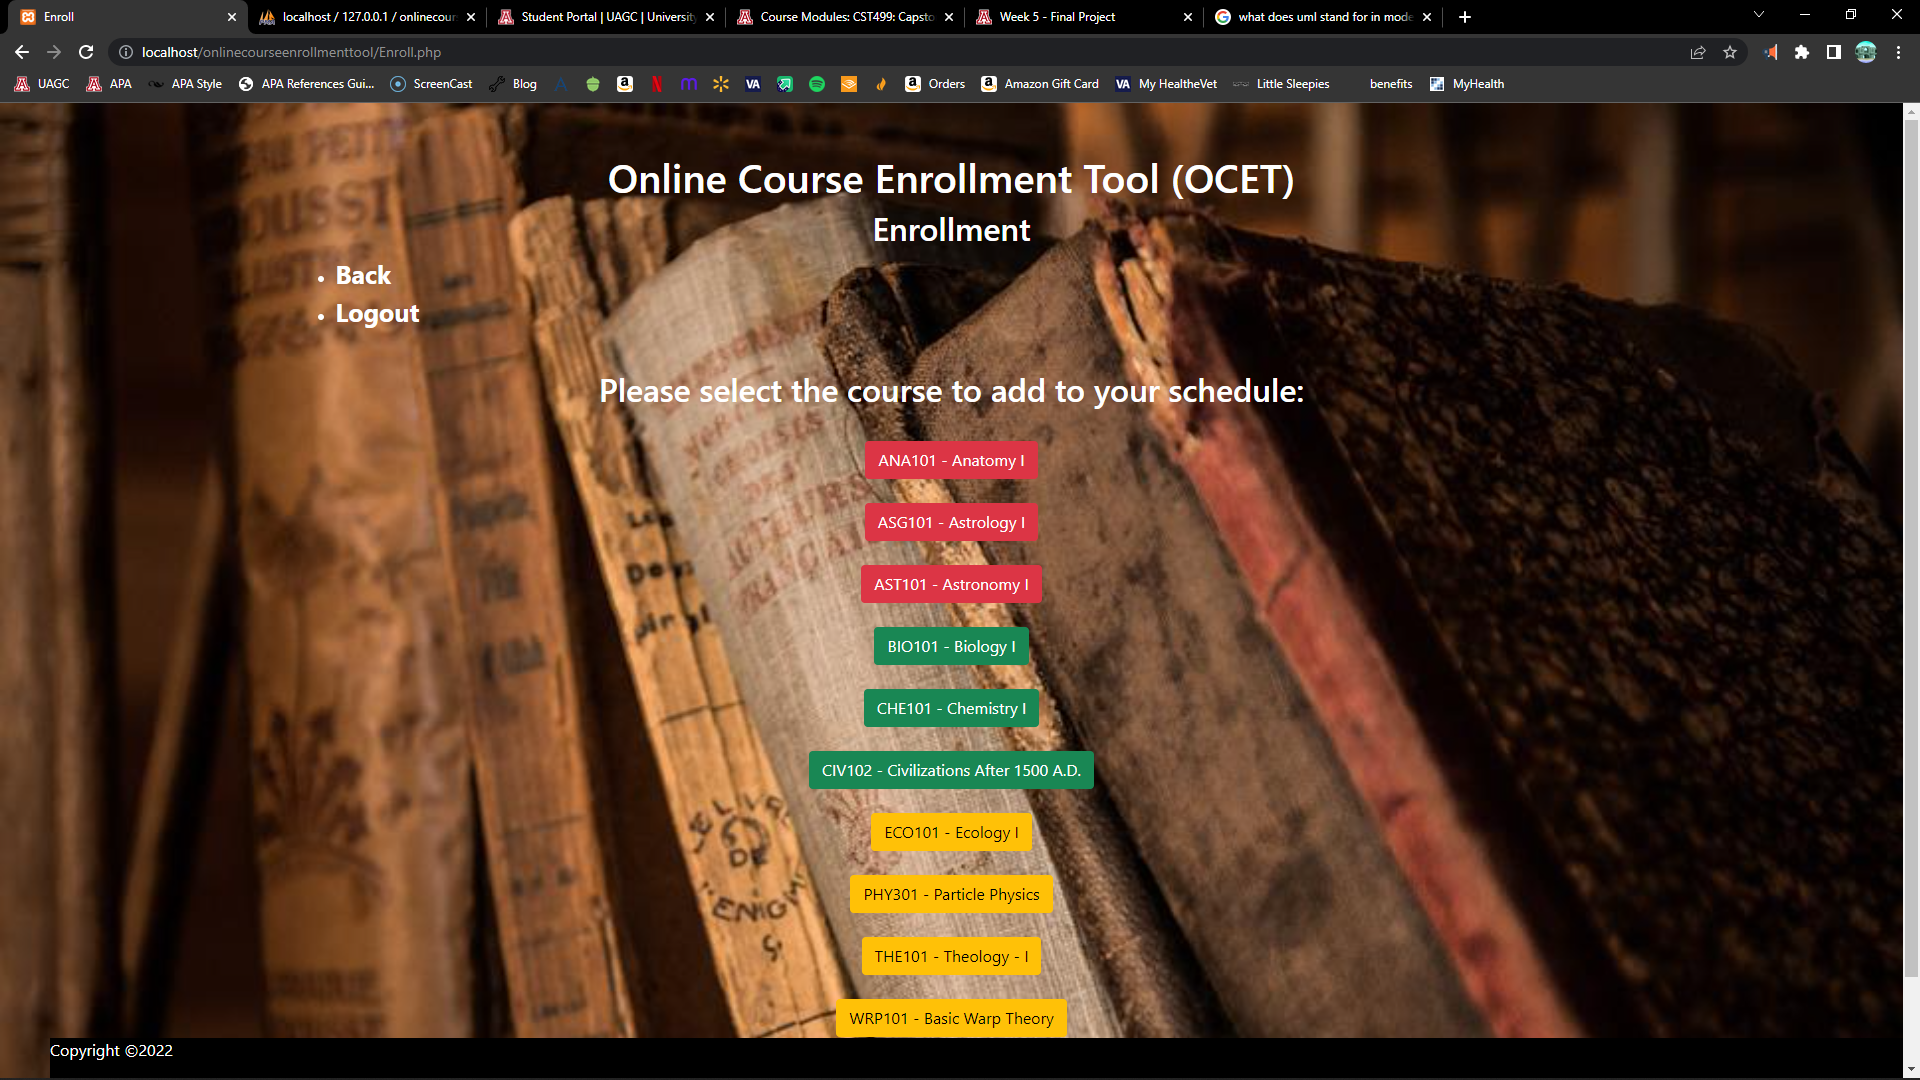 Enroll
localhost / 127.0.0.1 / onlinecour
Student Portal | UAGC | University
Course Modules: CST499: Capsto
Week 5 - Final Project
what does uml stand for in mode
localhost/onlinecourseenrollmenttool/Enroll.php
UAGC
APA
APA Style
APA References Gui...
ScreenCast
Blog
Orders
Amazon Gift Card
VA My HealtheVet
Little Sleepies
benefits
MyHealth
Online Course Enrollment Tool (OCET)
Enrollment
• Back
• Logout
Please select the course to add to your schedule:
ANA101 - Anatomy I
ASG101 - Astrology I
AST101 - Astronomy I
BIO101 - Biology I
CHE101 - Chemistry I
CIV102 - Civilizations After 1500 A.D.
ECO101 - Ecology I
PHY301 - Particle Physics
THE101 - Theology - I
WRP101 - Basic Warp Theory
Copyright ©2022